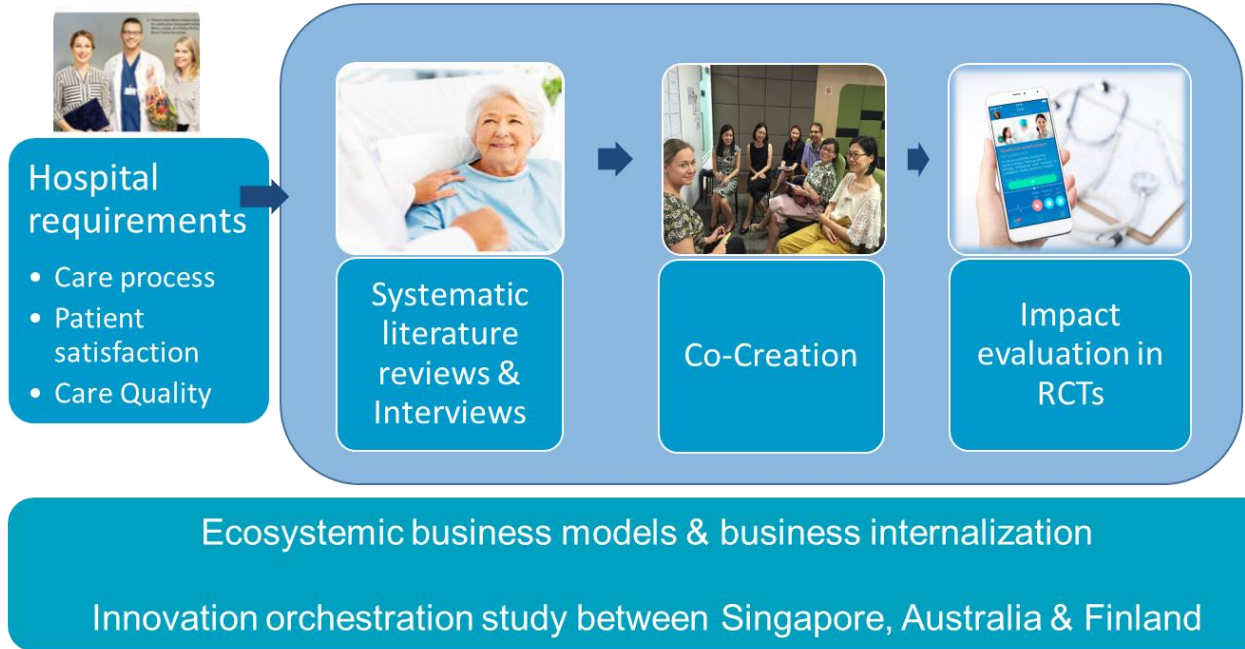 Hospital
requirements
• Care process
• Patient
satisfaction
• Care Quality
Systematic
literature
reviews &
Interviews
Co-Creation
Impact
evaluation in
RCTs
Ecosystemic business models & business internalization
Innovation orchestration study between Singapore, Australia & Finland